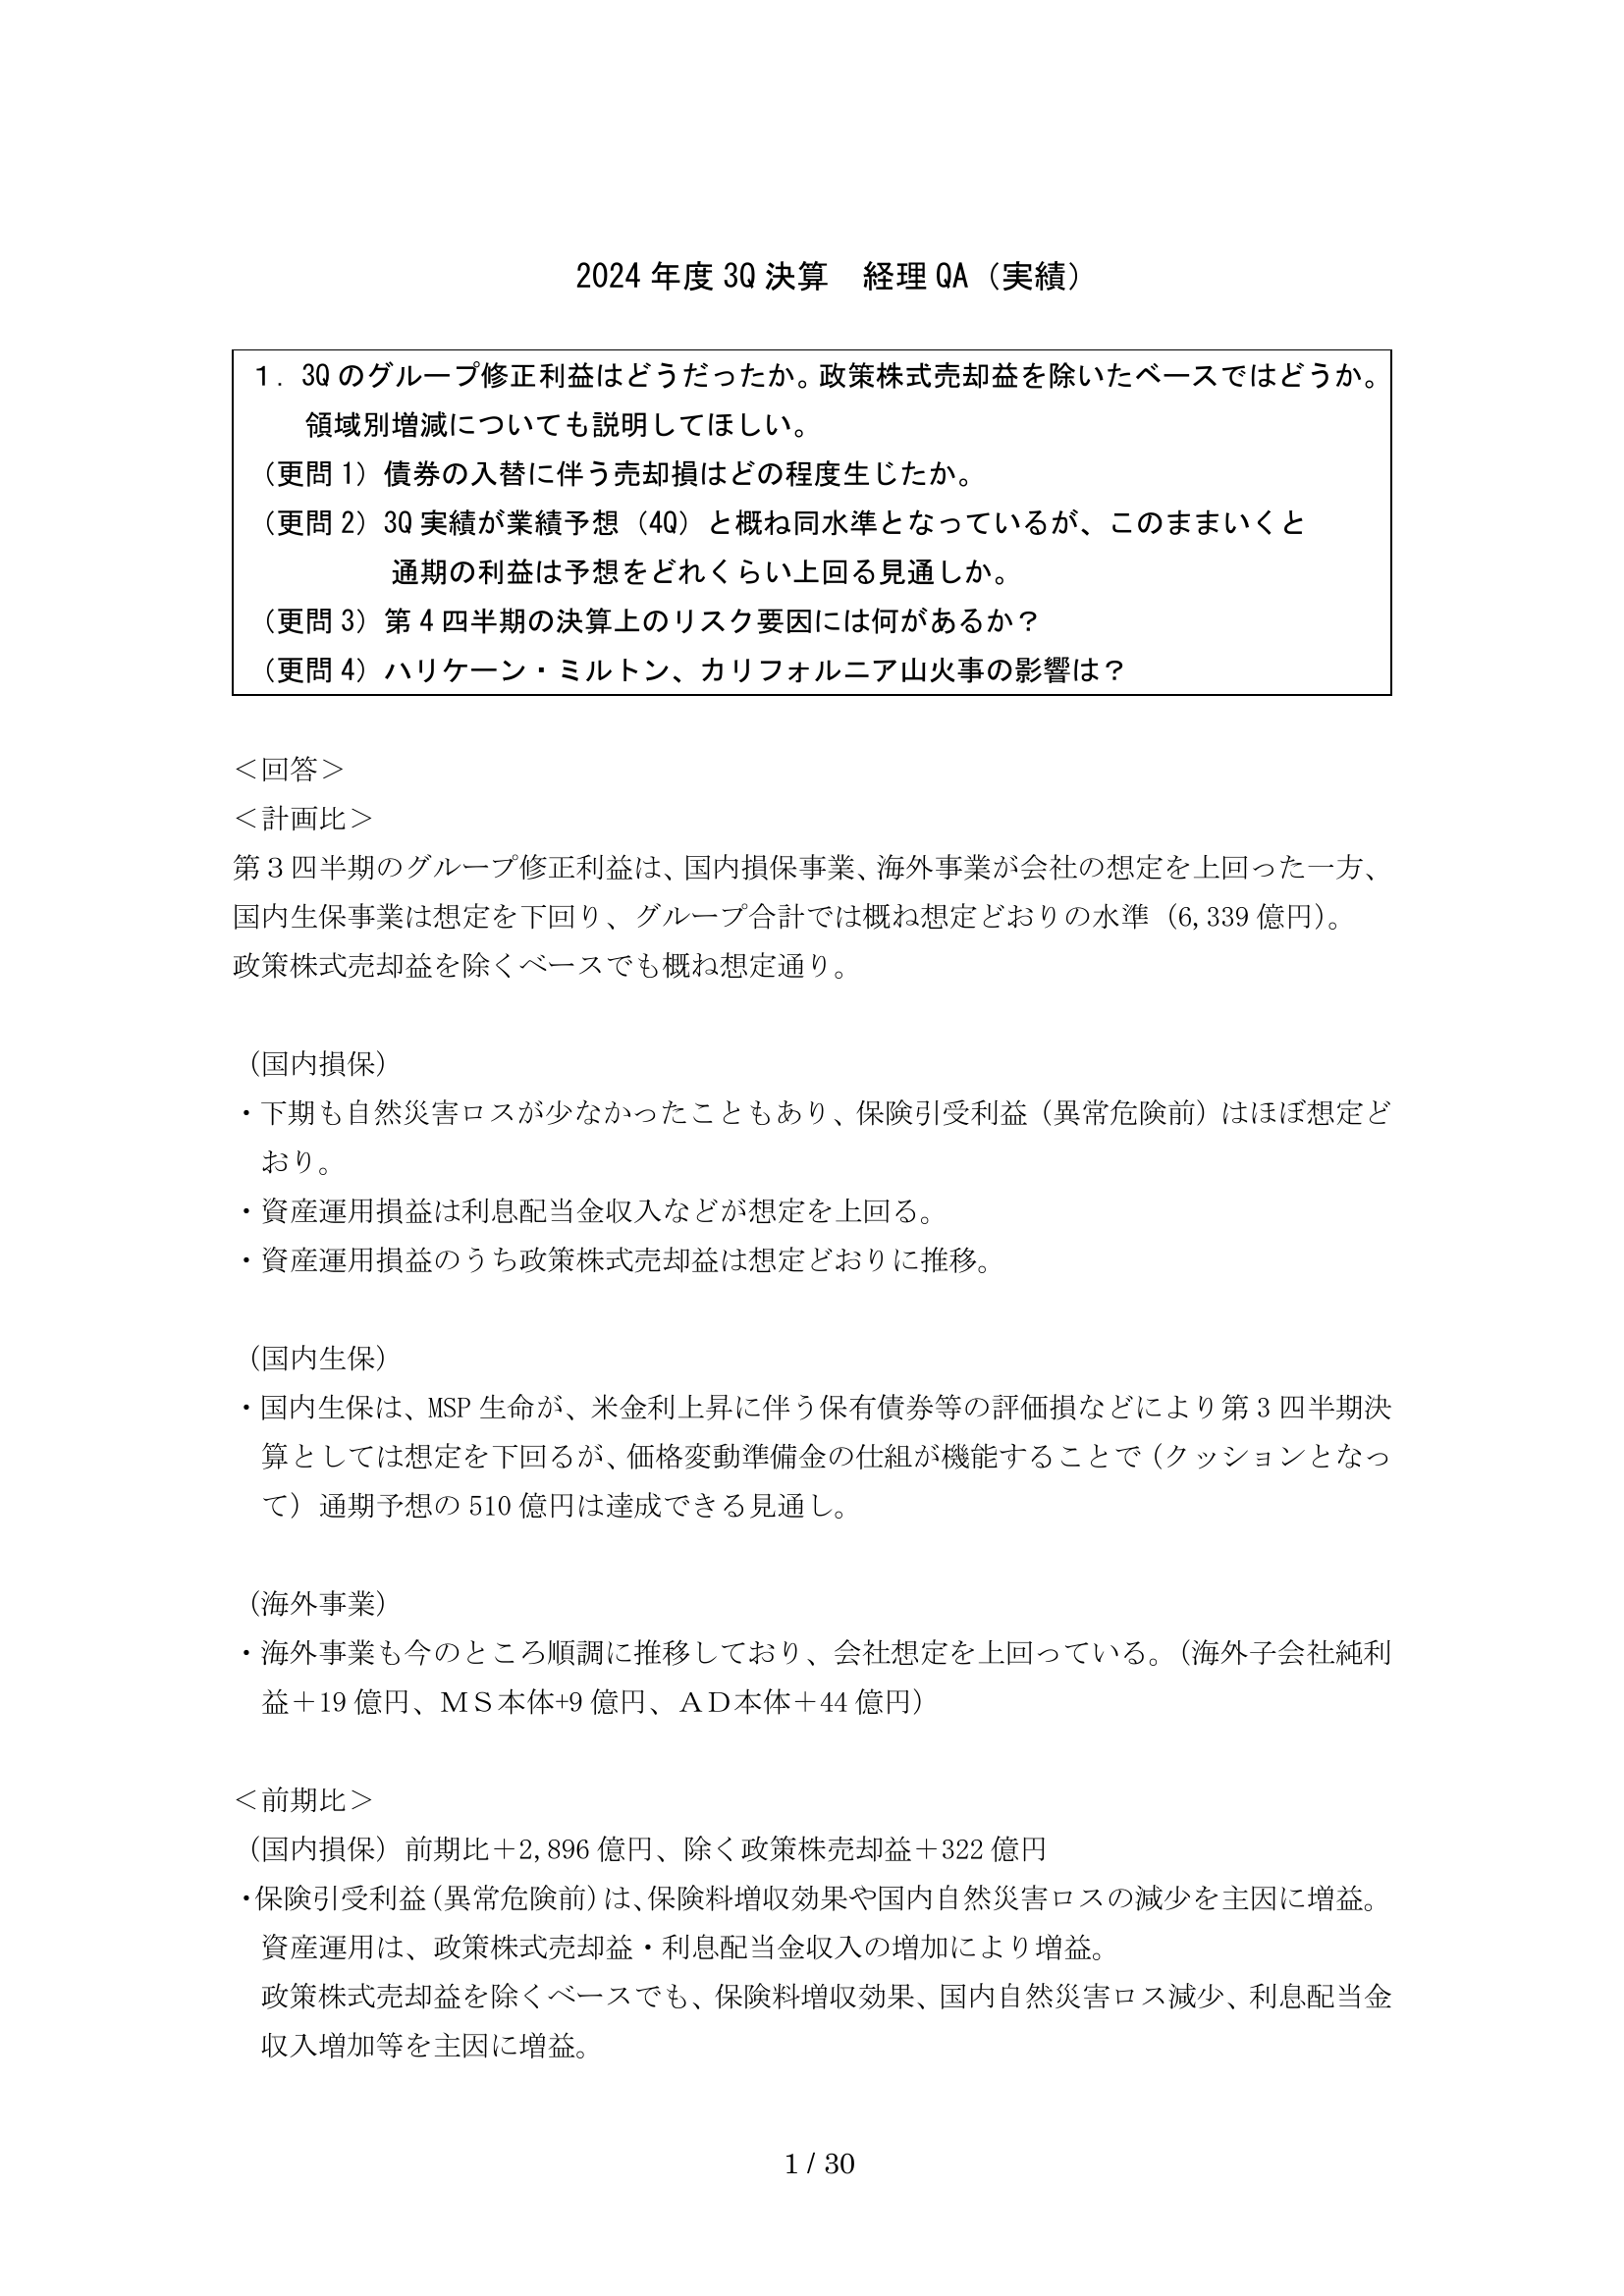 2024 年度 3Q 決算　経理 QA（実績）
1．3Q のグループ修正利益はどうだったか。政策株式売却益を除いたベースではどうか。
領域別増減についても説明してほしい。
（更問 1）債券の入替に伴う売却損はどの程度生じたか。
（更問 2）3Q 実績が業績予想（4Q）と概ね同水準となっているが、このままいくと
通期の利益は予想をどれくらい上回る見通しか。
（更問 3）第 4 四半期の決算上のリスク要因には何があるか？
（更問 4）ハリケーン・ミルトン、カリフォルニア山火事の影響は？
＜回答＞
＜計画比＞
第３四半期のグループ修正利益は、国内損保事業、海外事業が会社の想定を上回った一方、
国内生保事業は想定を下回り、グループ合計では概ね想定どおりの水準（6,339 億円）。
政策株式売却益を除くベースでも概ね想定通り。
（国内損保）
・下期も自然災害ロスが少なかったこともあり、保険引受利益（異常危険前）はほぼ想定ど
おり。
・資産運用損益は利息配当金収入などが想定を上回る。
・資産運用損益のうち政策株式売却益は想定どおりに推移。
（国内生保）
・国内生保は、MSP 生命が、米金利上昇に伴う保有債券等の評価損などにより第 3 四半期決
算としては想定を下回るが、価格変動準備金の仕組が機能することで（クッションとなっ
て）通期予想の 510 億円は達成できる見通し。
（海外事業）
・海外事業も今のところ順調に推移しており、会社想定を上回っている。（海外子会社純利
益＋19 億円、ＭＳ本体+9 億円、ＡＤ本体＋44 億円）
＜前期比＞
（国内損保）前期比＋2,896 億円、除く政策株売却益＋322 億円
・保険引受利益（異常危険前）は、保険料増収効果や国内自然災害ロスの減少を主因に増益。
資産運用は、政策株式売却益・利息配当金収入の増加により増益。
政策株式売却益を除くベースでも、保険料増収効果、国内自然災害ロス減少、利息配当金
収入増加等を主因に増益。
1 / 30